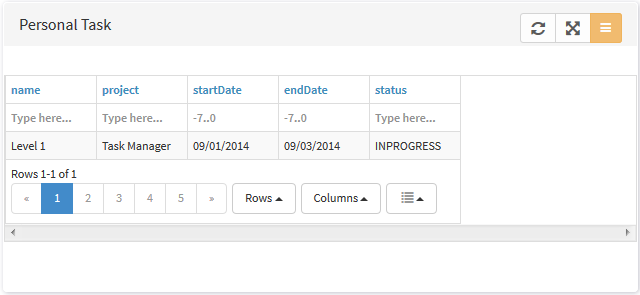 Personal Task
name project startDate endDate status
Type here... Type here... -7..0 -7..0 Type here...
Level 1 Task Manager 09/01/2014 09/03/2014 INPROGRESS
Rows 1-1 of 1
« 1 2 3 4 5 » Rows Columns